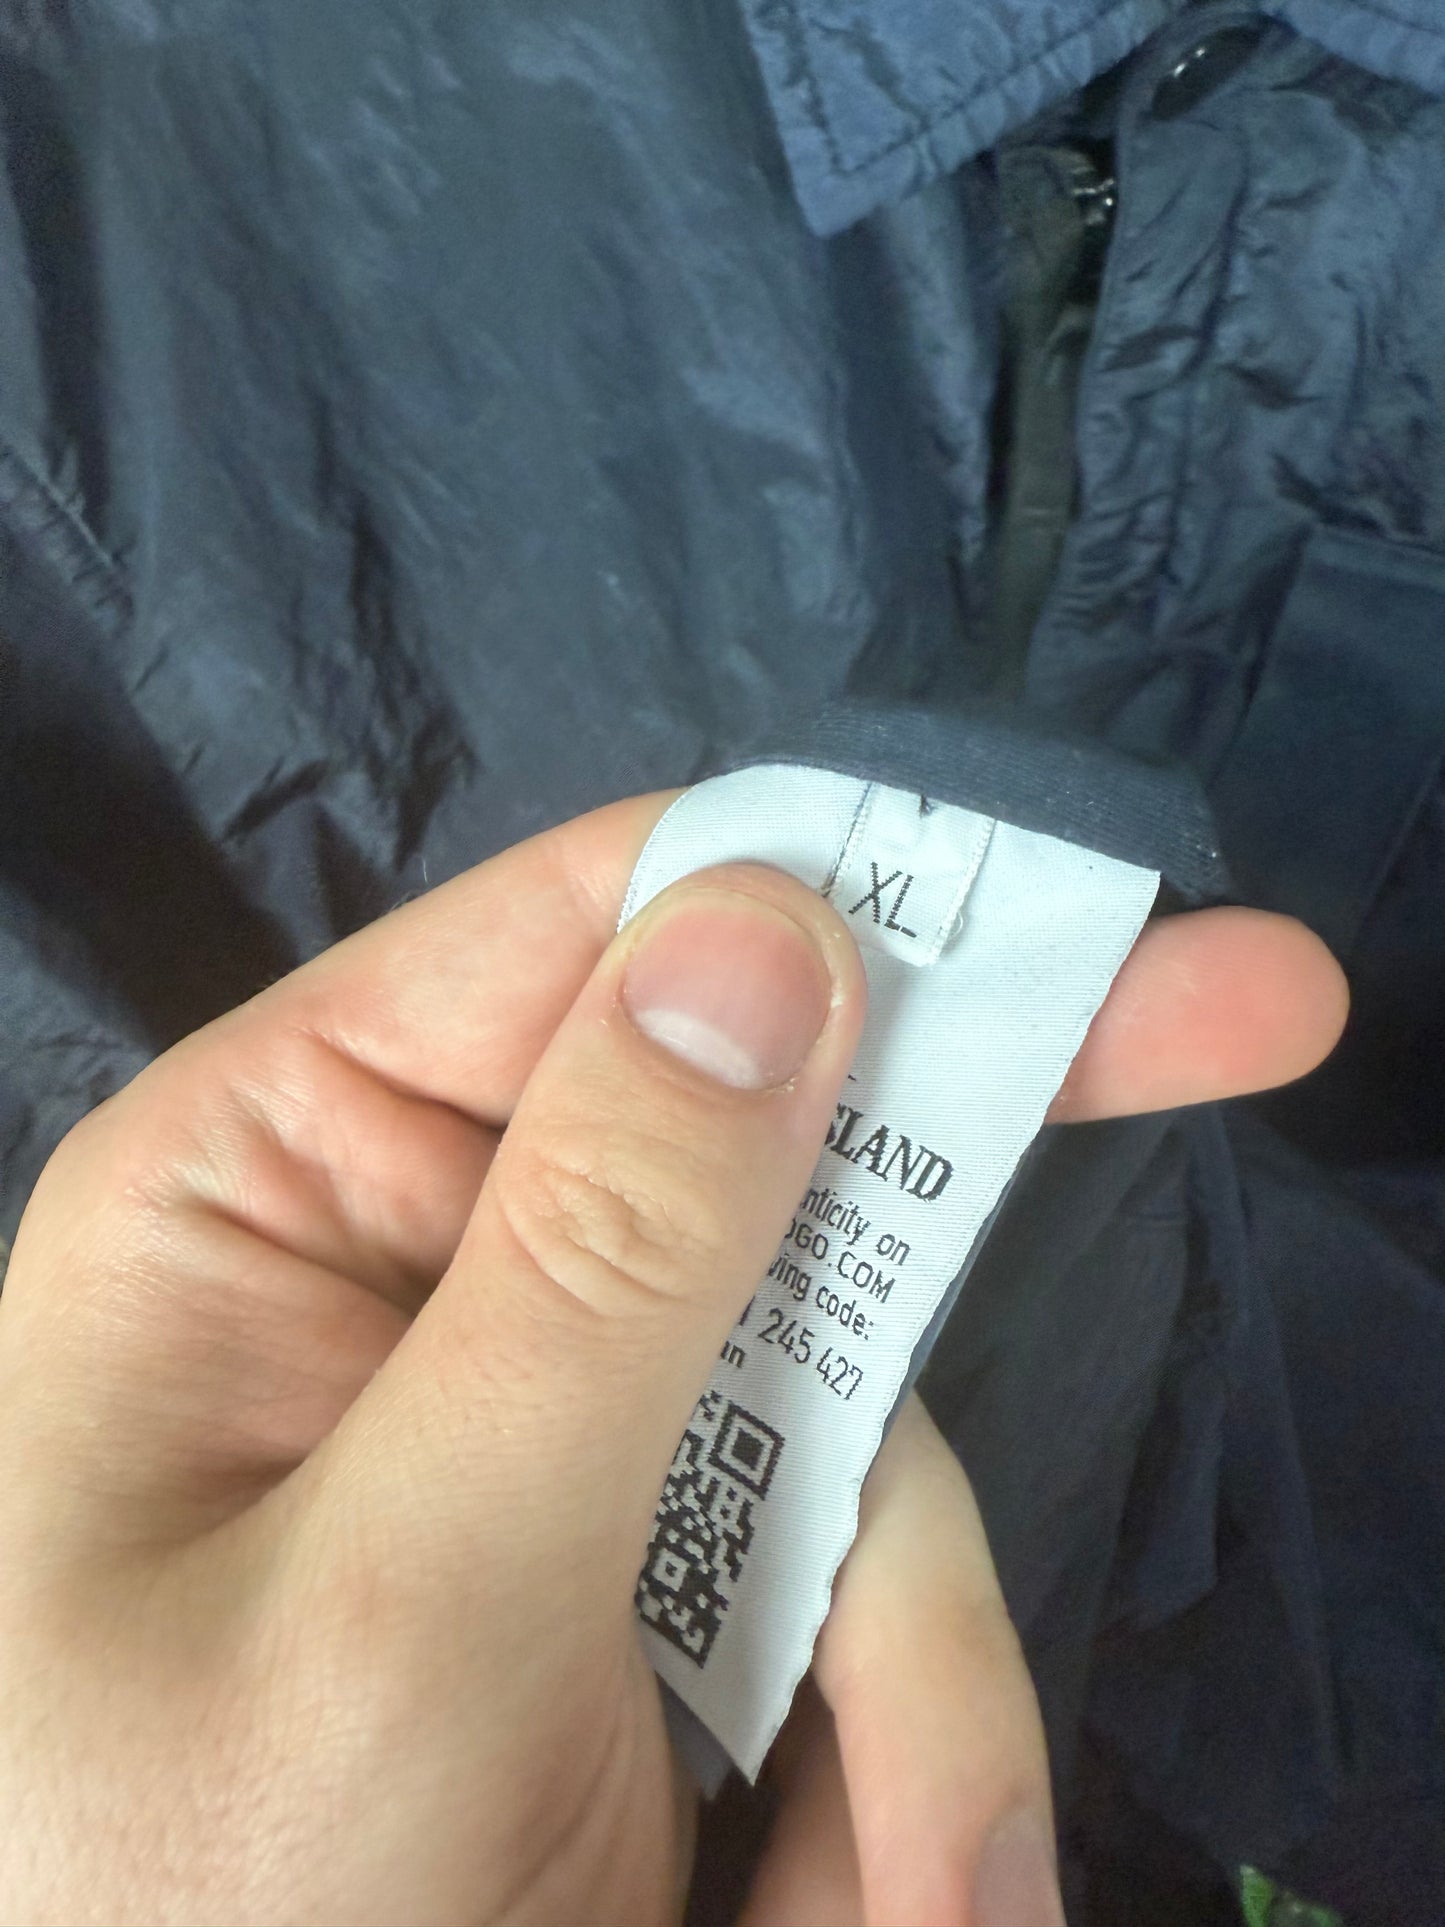 XL
SLAND
nticity on
OGO.COM
ving code:
245 427